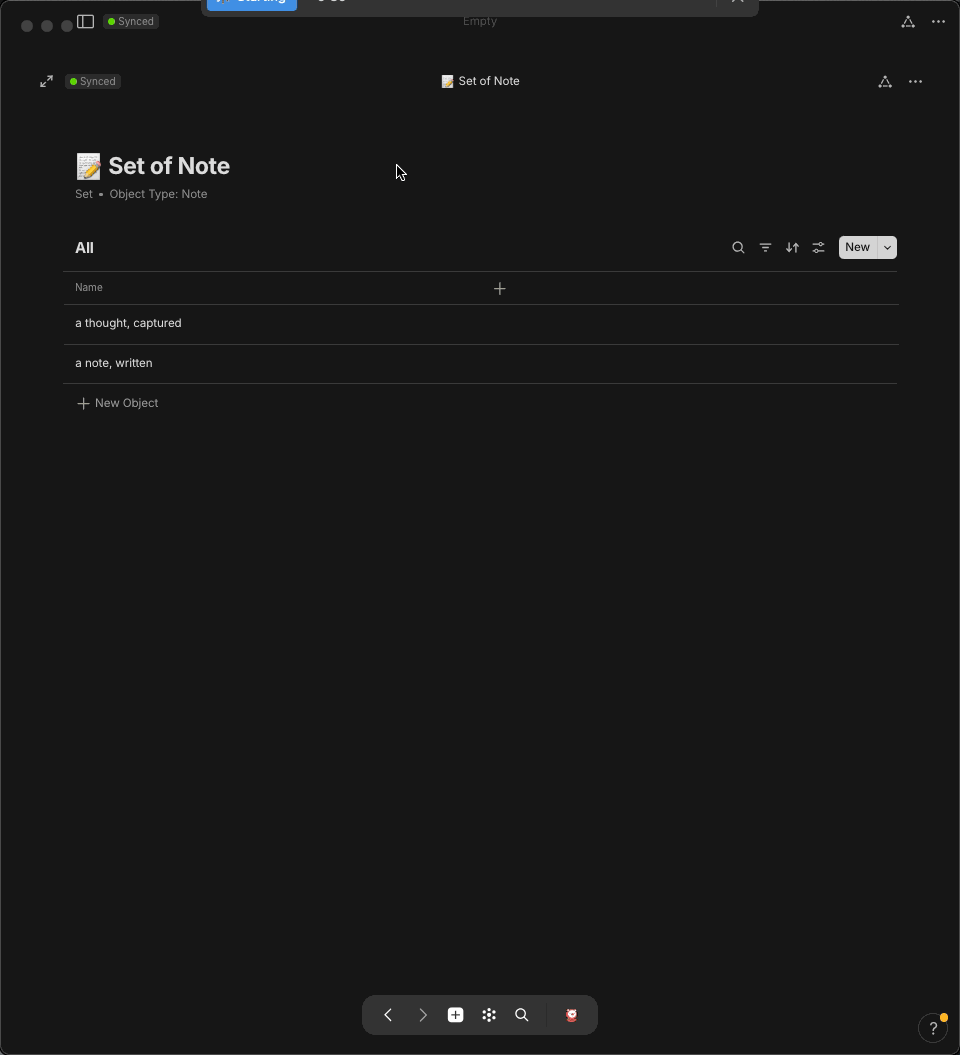 Starting
Synced
Empty
Synced
Set of Note
Set of Note
Set • Object Type: Note
All
New
Name
a thought, captured
a note, written
New Object
?